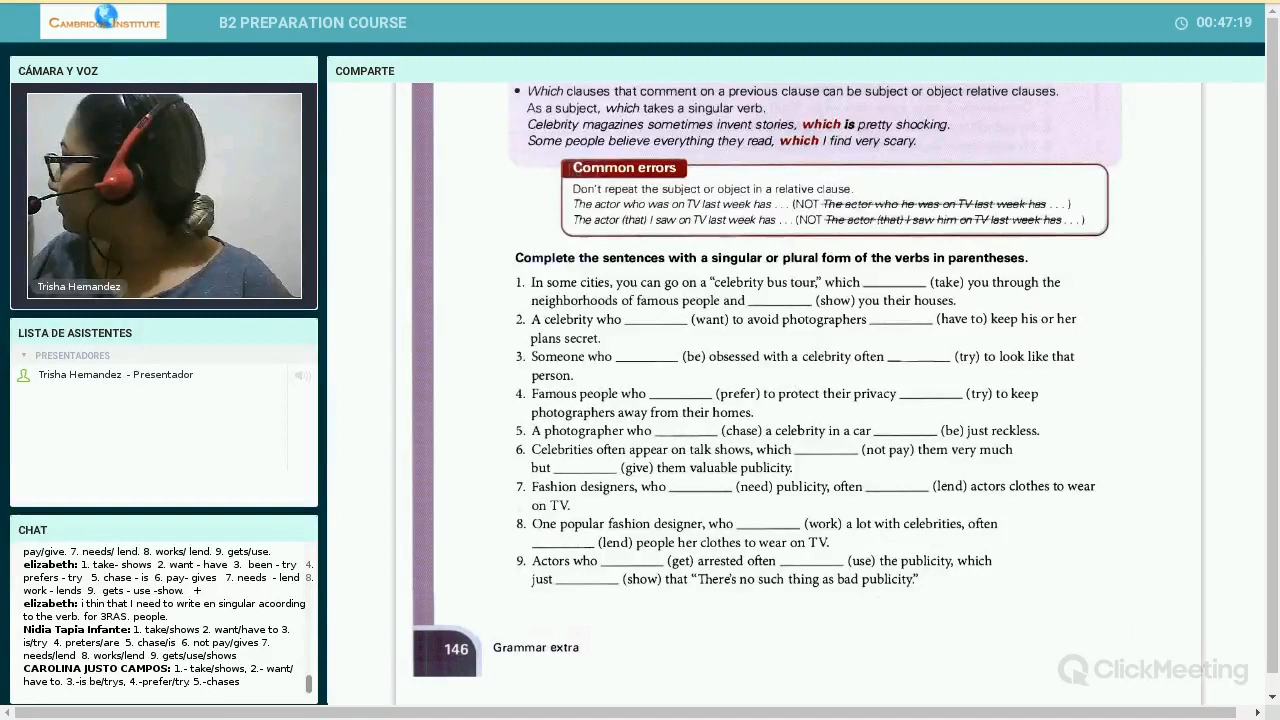 CAMBRIDGE INSTITUTE
B2 PREPARATION COURSE
00:47:19
CÁMARA Y VOZ
Trisha Hernandez
LISTA DE ASISTENTES
PRESENTADORES
Trisha Hernandez - Presentador
CHAT
pay/give. 7. needs/ lend. 8. works/ lend. 9. gets/use.
elizabeth: 1. take- shows 2. want - have 3. been - try 4.
prefers - try 5. chase - is 6. pay- gives 7. needs - lend 8.
work - lends 9. gets - use -show. +
elizabeth: i thin that I need to write en singular acoording
to the verb. for 3RAS. people.
Nidia Tapia Infante: 1. take/shows 2. want/have to 3.
is/try 4. preters/are 5. chase/is 6. not pay/gives 7.
needs/lend 8. works/lend 9. gets/use/shows
CAROLINA JUSTO CAMPOS: 1.- take/shows, 2.- want/
have to. 3.-is be/trys, 4.-prefer/try. 5.-chases
COMPARTE
• Which clauses that comment on a previous clause can be subject or object relative clauses.
As a subject, which takes a singular verb.
Celebrity magazines sometimes invent stories, which is pretty shocking.
Some people believe everything they read, which I find very scary.
Common errors
Don't repeat the subject or object in a relative clause.
The actor who was on TV last week has . . . (NOT The actor who he was on TV last week has . . . )
The actor (that) I saw on TV last week has . . . (NOT The actor (that) I saw him on TV last week has . . . )
Complete the sentences with a singular or plural form of the verbs in parentheses.
1. In some cities, you can go on a "celebrity bus tour," which _________ (take) you through the
neighborhoods of famous people and _________ (show) you their houses.
2. A celebrity who _________ (want) to avoid photographers _________ (have to) keep his or her
plans secret.
3. Someone who _________ (be) obsessed with a celebrity often _________ (try) to look like that
person.
4. Famous people who _________ (prefer) to protect their privacy _________ (try) to keep
photographers away from their homes.
5. A photographer who _________ (chase) a celebrity in a car _________ (be) just reckless.
6. Celebrities often appear on talk shows, which _________ (not pay) them very much
but _________ (give) them valuable publicity.
7. Fashion designers, who _________ (need) publicity, often _________ (lend) actors clothes to wear
on TV.
8. One popular fashion designer, who _________ (work) a lot with celebrities, often
_________ (lend) people her clothes to wear on TV.
9. Actors who _________ (get) arrested often _________ (use) the publicity, which
just _________ (show) that "There's no such thing as bad publicity."
146 Grammar extra
ClickMeeting